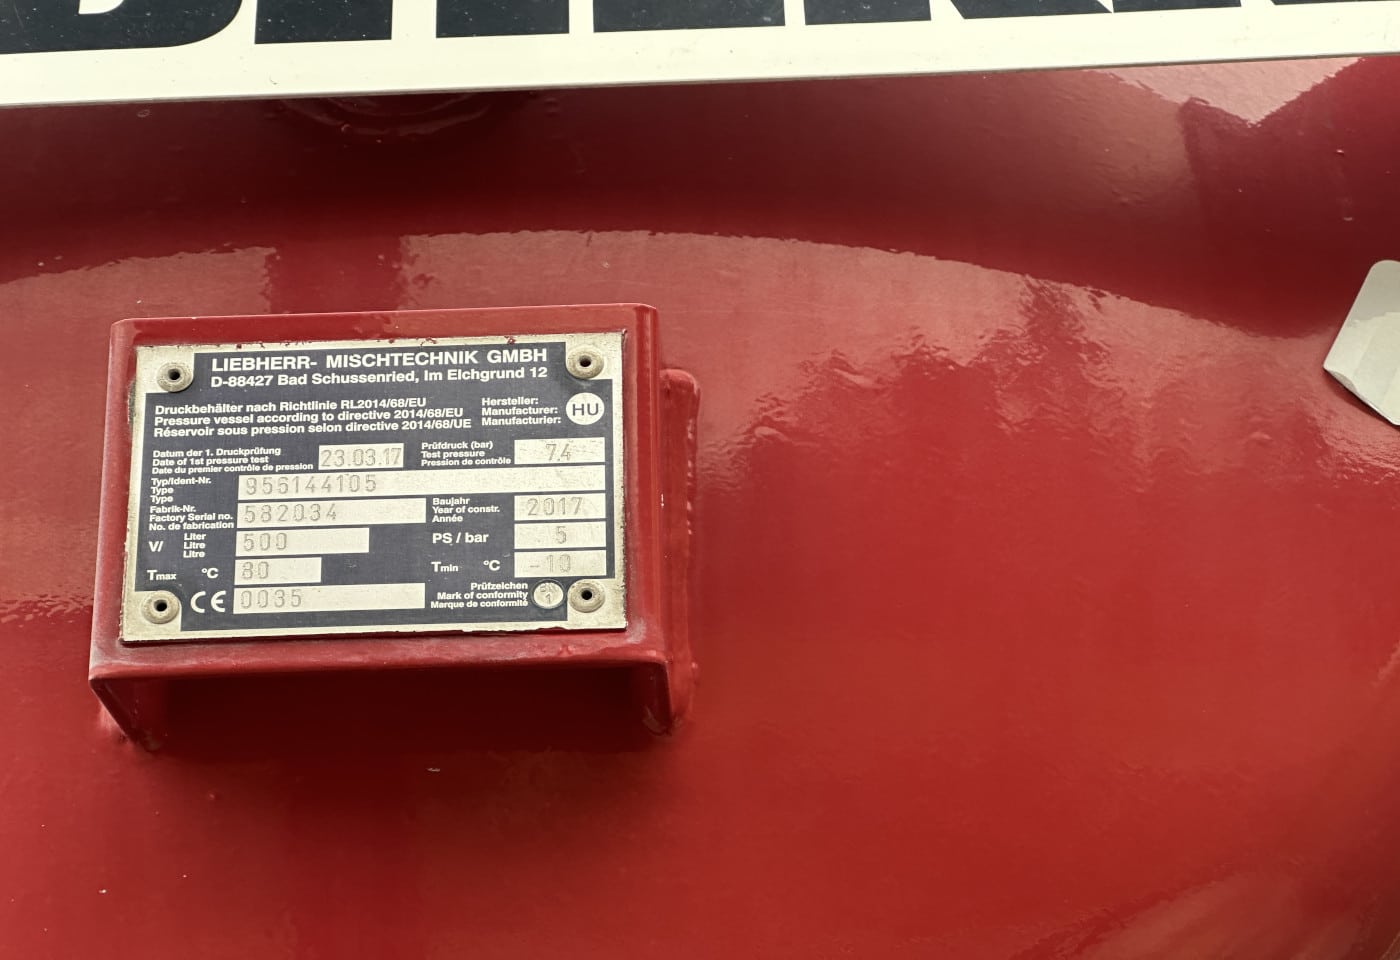 LIEBHERR- MISCHTECHNIK GMBH
D-88427 Bad Schussenried, Im Elchgrund 12
Druckbehälter nach Richtlinie RL2014/68/EU
Pressure vessel according to directive 2014/68/EU
Réservoir sous pression selon directive 2014/68/UE
Hersteller:
Manufacturer:
Manufacturier:
HU
Datum der 1. Druckprüfung
Date of 1st pressure test
Date du premier contrôle de pression
23.03.17
Prüfdruck (bar)
Test pressure
Pression de contrôle
7.4
Typ/Ident-Nr.
Type
Type
956144105
Fabrik-Nr.
Factory Serial no.
No. de fabrication
582034
Baujahr
Year of constr.
Année
2017
V/
Liter
Litre
Litre
500
PS / bar
5
Tmax °C
80
Tmin °C
-10
CE
0035
Prüfzeichen
Mark of conformity
Marque de conformité